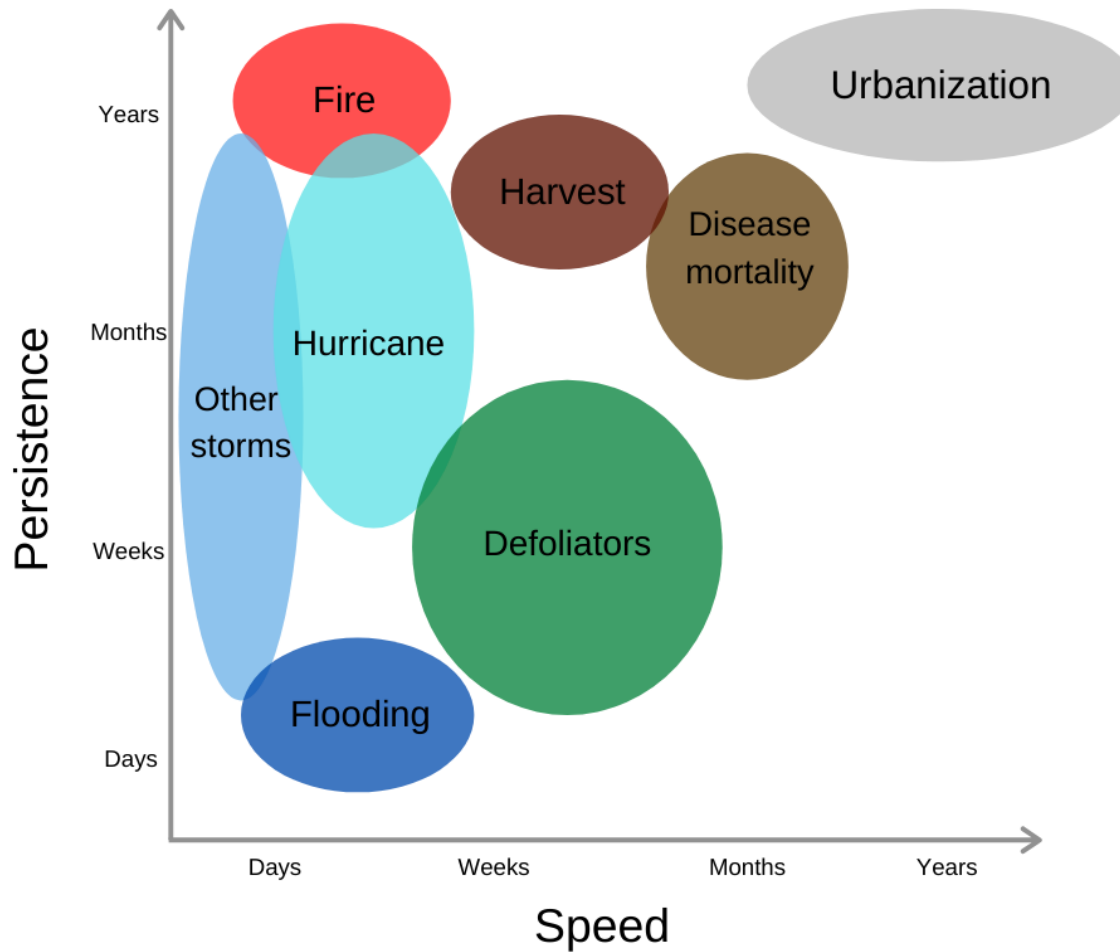 Urbanization
Fire
Years
Harvest
Disease
mortality
Months
Hurricane
Other
storms
Persistence
Defoliators
Weeks
Flooding
Days
Days
Weeks
Months
Years
Speed